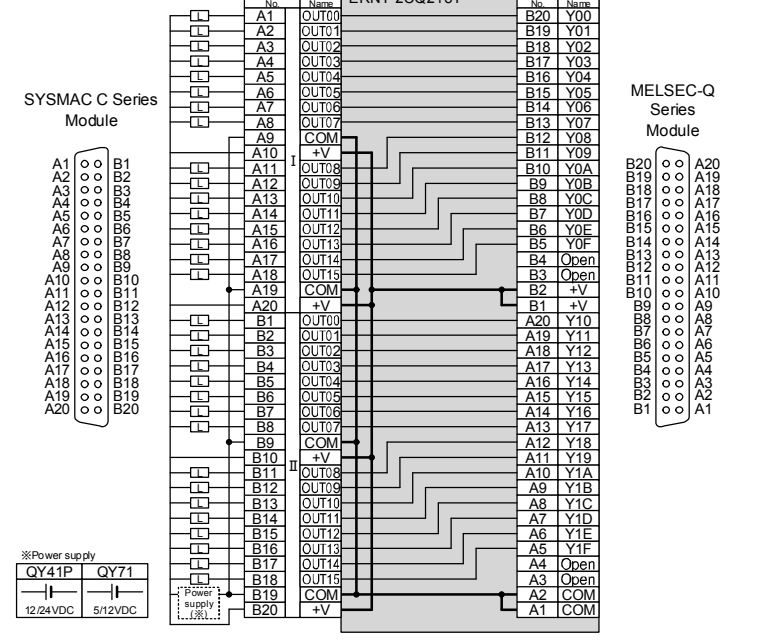 No. Name ERNT-2CQ2131 No. Name
L A1 OUT00 B20 Y00
L A2 OUT01 B19 Y01
L A3 OUT02 B18 Y02
L A4 OUT03 B17 Y03
L A5 OUT04 B16 Y04
L A6 OUT05 B15 Y05
L A7 OUT06 B14 Y06
L A8 OUT07 B13 Y07
A9 COM B12 Y08
A10 +V B11 Y09
I
L A11 OUT08 B10 Y0A
L A12 OUT09 B9 Y0B
L A13 OUT10 B8 Y0C
L A14 OUT11 B7 Y0D
L A15 OUT12 B6 Y0E
L A16 OUT13 B5 Y0F
L A17 OUT14 B4 Open
L A18 OUT15 B3 Open
A19 COM B2 +V
A20 +V B1 +V
L B1 OUT00 A20 Y10
L B2 OUT01 A19 Y11
L B3 OUT02 A18 Y12
L B4 OUT03 A17 Y13
L B5 OUT04 A16 Y14
L B6 OUT05 A15 Y15
L B7 OUT06 A14 Y16
L B8 OUT07 A13 Y17
B9 COM A12 Y18
B10 +V A11 Y19
II
L B11 OUT08 A10 Y1A
L B12 OUT09 A9 Y1B
L B13 OUT10 A8 Y1C
L B14 OUT11 A7 Y1D
L B15 OUT12 A6 Y1E
L B16 OUT13 A5 Y1F
L B17 OUT14 A4 Open
L B18 OUT15 A3 Open
B19 COM A2 COM
B20 +V A1 COM
Power
supply
(※)
SYSMAC C Series
Module
A1 B1
A2 B2
A3 B3
A4 B4
A5 B5
A6 B6
A7 B7
A8 B8
A9 B9
A10 B10
A11 B11
A12 B12
A13 B13
A14 B14
A15 B15
A16 B16
A17 B17
A18 B18
A19 B19
A20 B20
MELSEC-Q
Series
Module
B20 A20
B19 A19
B18 A18
B17 A17
B16 A16
B15 A15
B14 A14
B13 A13
B12 A12
B11 A11
B10 A10
B9 A9
B8 A8
B7 A7
B6 A6
B5 A5
B4 A4
B3 A3
B2 A2
B1 A1
※Power supply
QY41P QY71
12/24VDC 5/12VDC